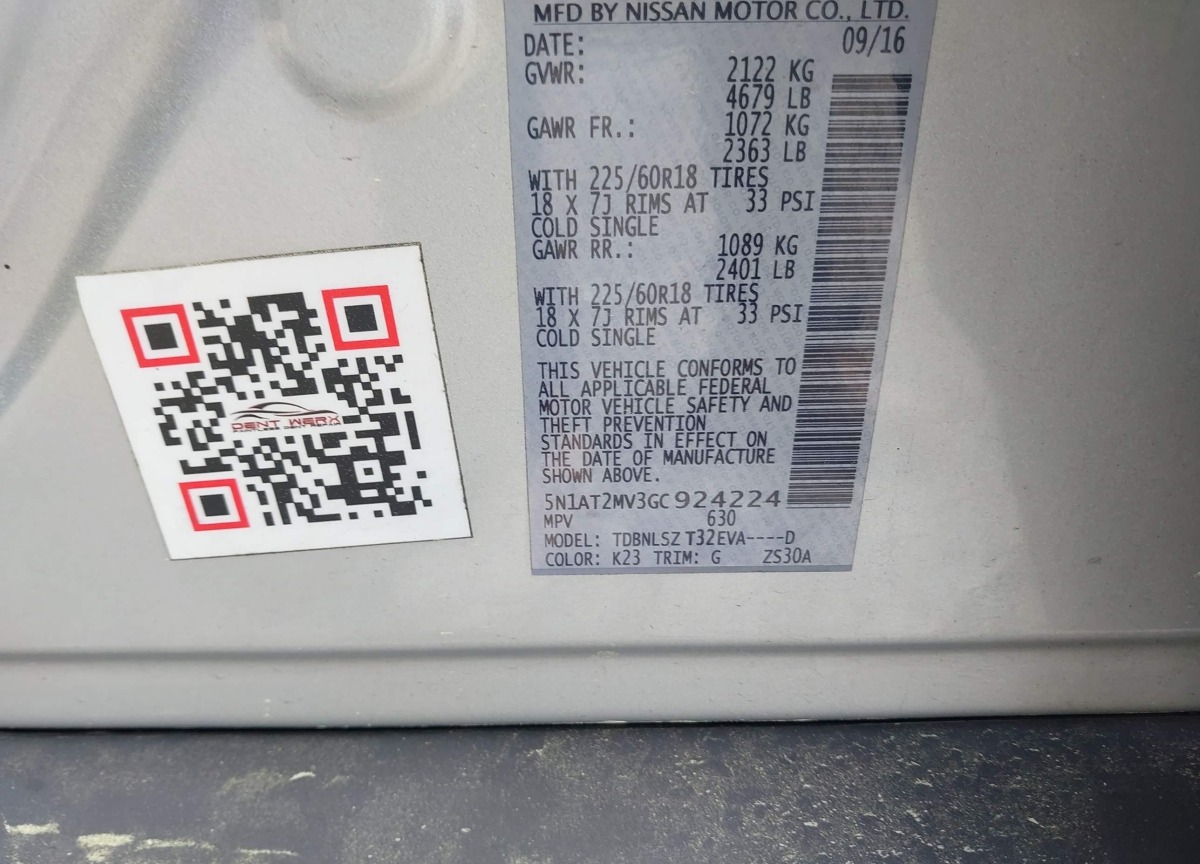 MFD BY NISSAN MOTOR CO., LTD.
DATE: 09/16
GVWR: 2122 KG
4679 LB
GAWR FR.: 1072 KG
2363 LB
WITH 225/60R18 TIRES
18 X 7J RIMS AT 33 PSI
COLD SINGLE
GAWR RR.: 1089 KG
2401 LB
WITH 225/60R18 TIRES
18 X 7J RIMS AT 33 PSI
COLD SINGLE
THIS VEHICLE CONFORMS TO
ALL APPLICABLE FEDERAL
MOTOR VEHICLE SAFETY AND
THEFT PREVENTION
STANDARDS IN EFFECT ON
THE DATE OF MANUFACTURE
SHOWN ABOVE.
5N1AT2MV3GC924224
MPV 630
MODEL: TDBNLSZ T32EVA----D
COLOR: K23 TRIM: G ZS30A
DENT WERX
PAINTLESS DENT REPAIR